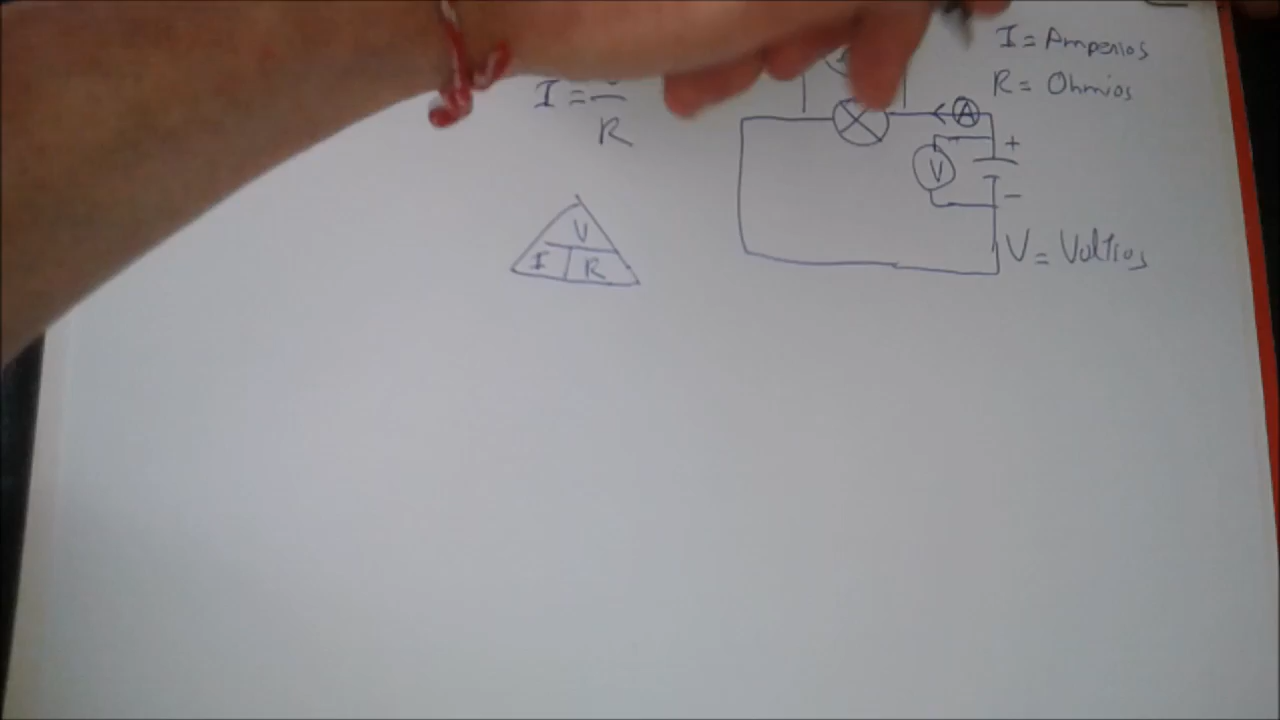 I = Amperios
R = Ohmios
I = —
R
A
+
V
-
V
I R
V = Voltios